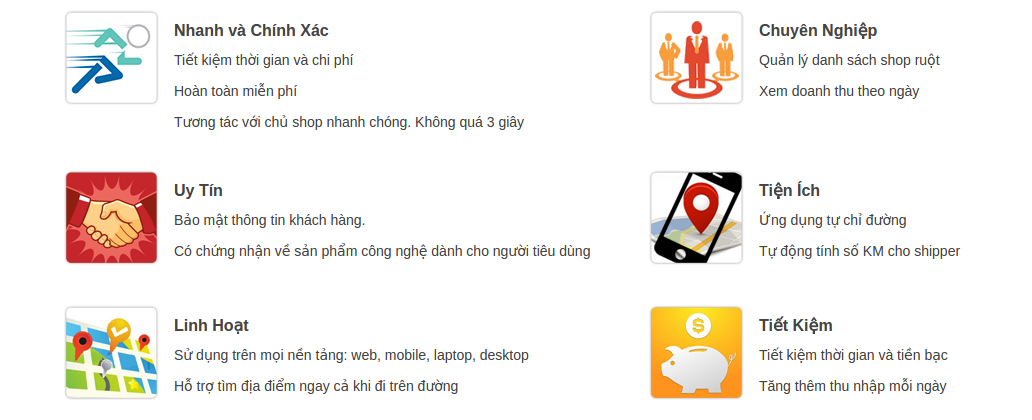 Nhanh và Chính Xác
Tiết kiệm thời gian và chi phí
Hoàn toàn miễn phí
Tương tác với chủ shop nhanh chóng. Không quá 3 giây
Chuyên Nghiệp
Quản lý danh sách shop ruột
Xem doanh thu theo ngày
Uy Tín
Bảo mật thông tin khách hàng.
Có chứng nhận về sản phẩm công nghệ dành cho người tiêu dùng
Tiện Ích
Ứng dụng tự chỉ đường
Tự động tính số KM cho shipper
Linh Hoạt
Sử dụng trên mọi nền tảng: web, mobile, laptop, desktop
Hỗ trợ tìm địa điểm ngay cả khi đi trên đường
$
Tiết Kiệm
Tiết kiệm thời gian và tiền bạc
Tăng thêm thu nhập mỗi ngày